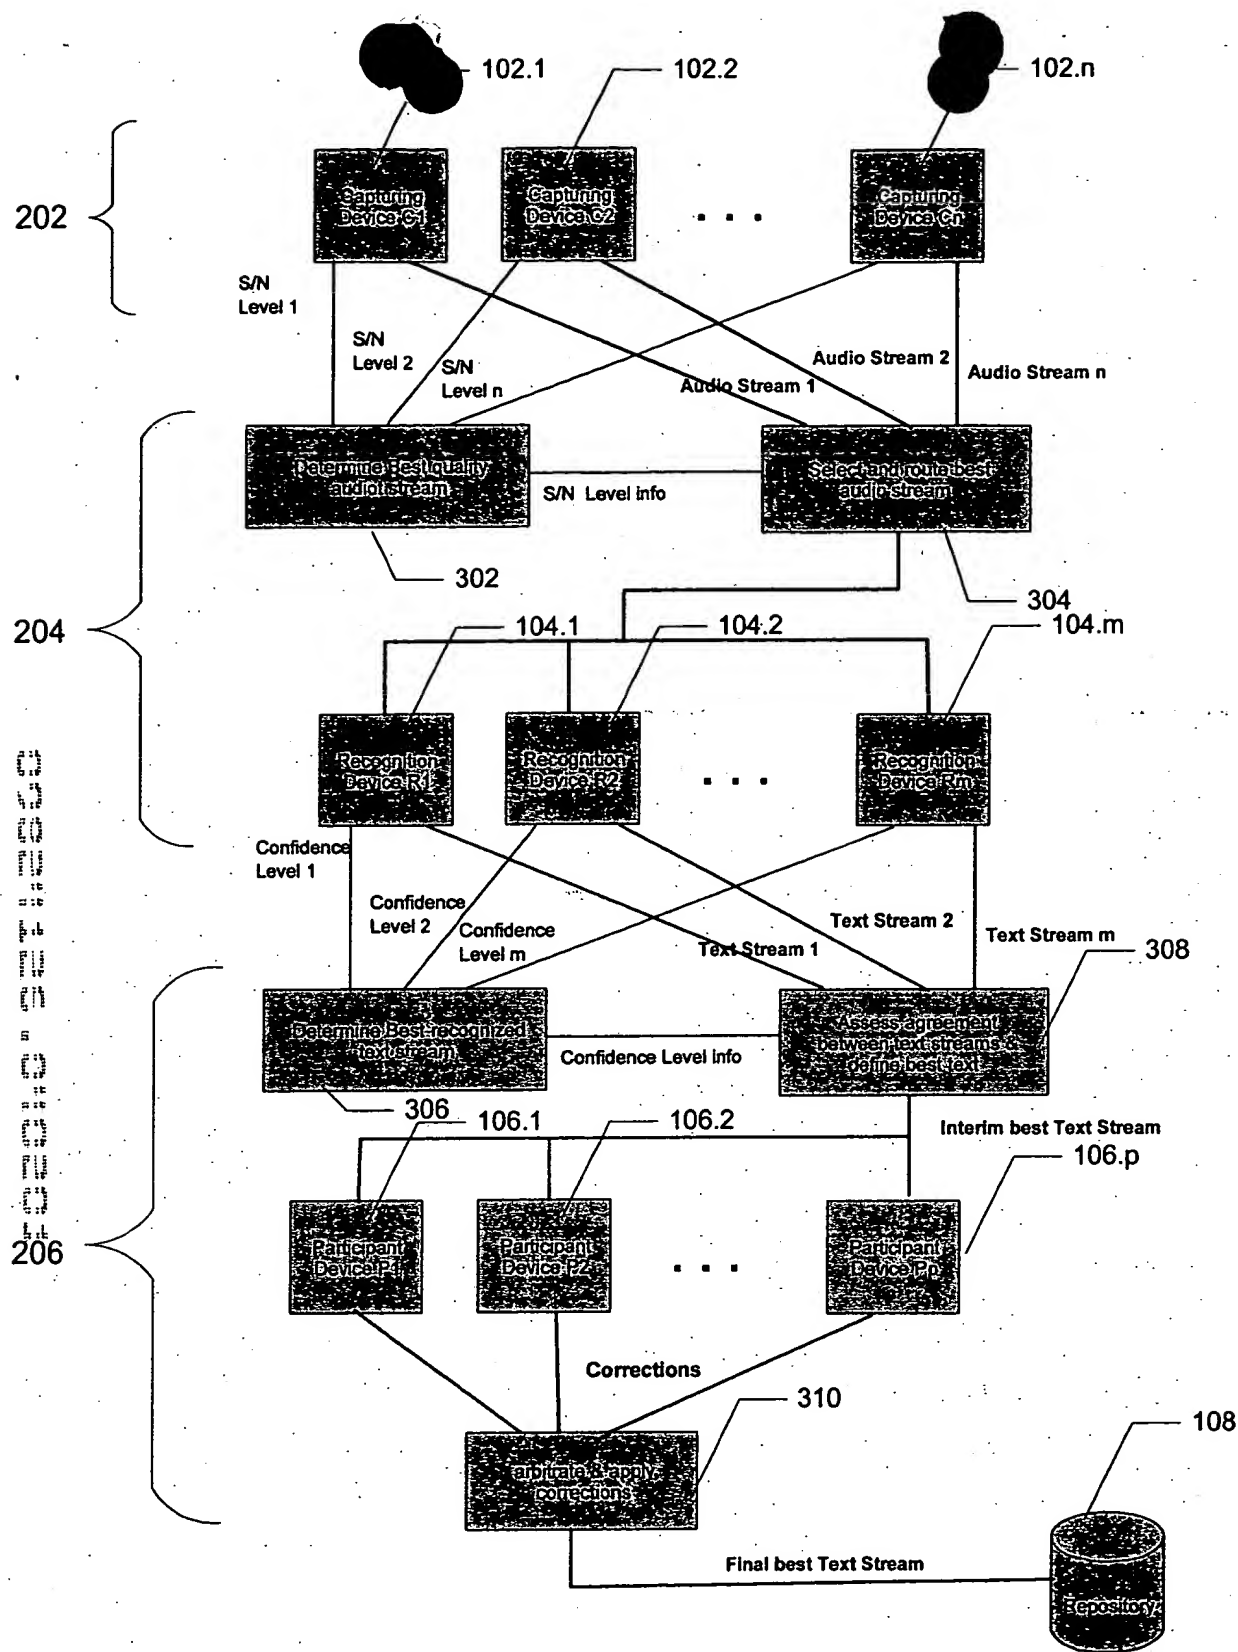 102.1
102.2
102.n
202
Capturing
Device C1
Capturing
Device C2
. . .
Capturing
Device Cn
S/N
Level 1
S/N
Level 2
S/N
Level n
Audio Stream 1
Audio Stream 2
Audio Stream n
Determine Best quality
audiot stream
S/N Level info
Select and route best
audio stream
302
304
204
104.1
104.2
104.m
Recognition
Device R1
Recognition
Device R2
. . .
Recognition
Device Rm
Confidence
Level 1
Confidence
Level 2
Confidence
Level m
Text Stream 1
Text Stream 2
Text Stream m
308
Determine Best-recognized
text stream
Confidence Level info
Assess agreement
between text streams &
define best text
306
106.1
106.2
Interim best Text Stream
106.p
206
Participant
Device P1
Participant
Device P2
. . .
Participant
Device Pp
Corrections
310
108
arbitrate & apply
corrections
Final best Text Stream
Repository